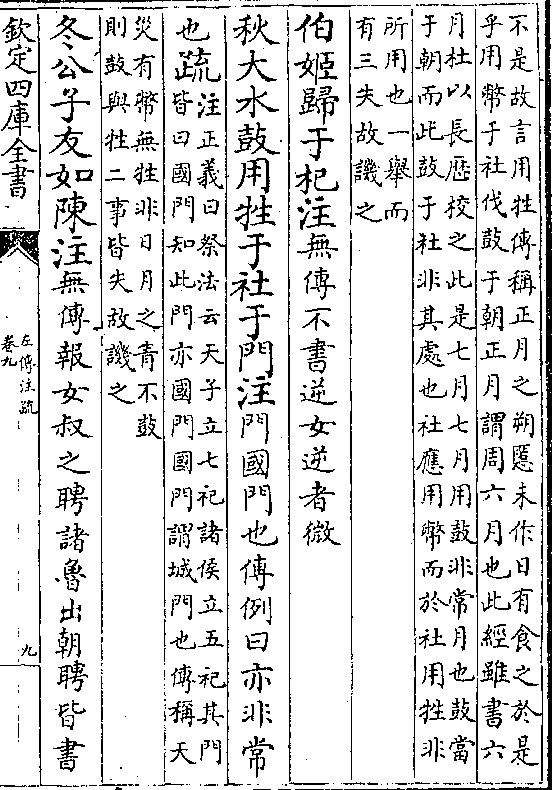 不是故言用牲傳稱正月之朔慝未作日有食之於是
乎用幣于社伐鼓于朝正月謂周六月也此經雖書六
月杜以長歴校之此是七月七月用鼓非常月也鼓當
于朝而此鼓于社非其處也社應用幣而於社用牲非
所用也一舉而
有三失故譏之
伯姬歸于杞注無傳不書逆女逆者微
秋大水鼓用牲于社于門注門國門也傳例曰亦非常
也疏注正義曰祭法云天子立七祀諸侯立五祀其門
皆曰國門知此門亦國門國門謂城門也傳稱天
災有幣無牲非日月之青不鼓
則鼓與牲二事皆失故譏之
冬公子友如陳注無傳報女叔之聘諸魯出朝聘皆書
欽定四庫全書
左傳注疏
卷九
九